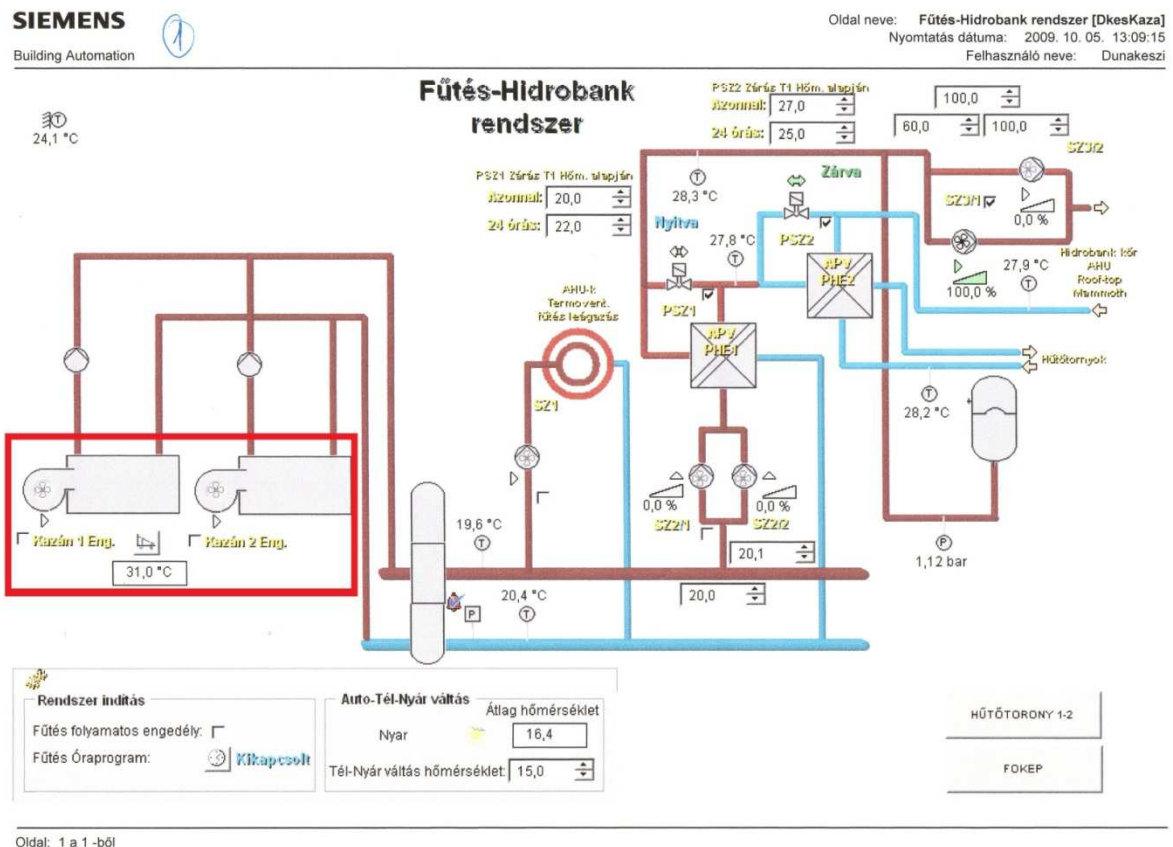 SIEMENS
Building Automation
1
Oldal neve: Fűtés-Hidrobank rendszer [DkesKaza]
Nyomtatás dátuma: 2009. 10. 05. 13:09:15
Felhasználó neve: Dunakeszi
Fűtés-Hidrobank
rendszer
24,1 °C
PSZ2 Zárás T1 Hőm. alapján
Azonnal: 27,0
24 órás: 25,0
100,0
60,0 100,0
SZ3/2
PSZ1 Zárás T1 Hőm. alapján
Azonnal: 20,0
24 órás: 22,0
T
28,3 °C
Zárva
SZ3/1
0,0 %
Nyitva
27,8 °C
T
PSZ2
100,0 %
27,9 °C
T
Hidrobank kör
AHU
Roof-top
Mammoth
APV
PHE2
AHU-k
Termovent.
fűtés leágazás
PSZ1
APV
PHE1
Hűtőtornyok
SZ1
T
28,2 °C
0,0 %
0,0 %
SZ2/1
SZ2/2
19,6 °C
T
Kazán 1 Eng.
Kazán 2 Eng.
31,0 °C
20,1
P
1,12 bar
20,4 °C
T
P
20,0
Rendszer indítás
Fűtés folyamatos engedély:
Fűtés Óraprogram: Kikapcsolt
Auto-Tél-Nyár váltás
Átlag hőmérséklet
Nyar 16,4
Tél-Nyár váltás hőmérséklet: 15,0
HŰTŐTORONY 1-2
FOKEP
Oldal: 1 a 1 -ből